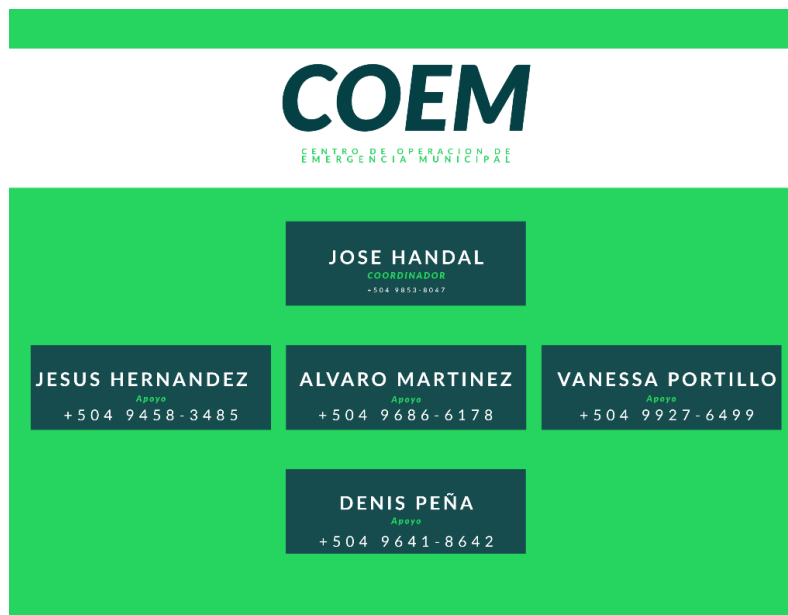 COEM
CENTRO DE OPERACION DE
EMERGENCIA MUNICIPAL
JOSE HANDAL
COORDINADOR
+504 9853-8047
JESUS HERNANDEZ
Apoyo
+504 9458-3485
ALVARO MARTINEZ
Apoyo
+504 9686-6178
VANESSA PORTILLO
Apoyo
+504 9927-6499
DENIS PEÑA
Apoyo
+504 9641-8642